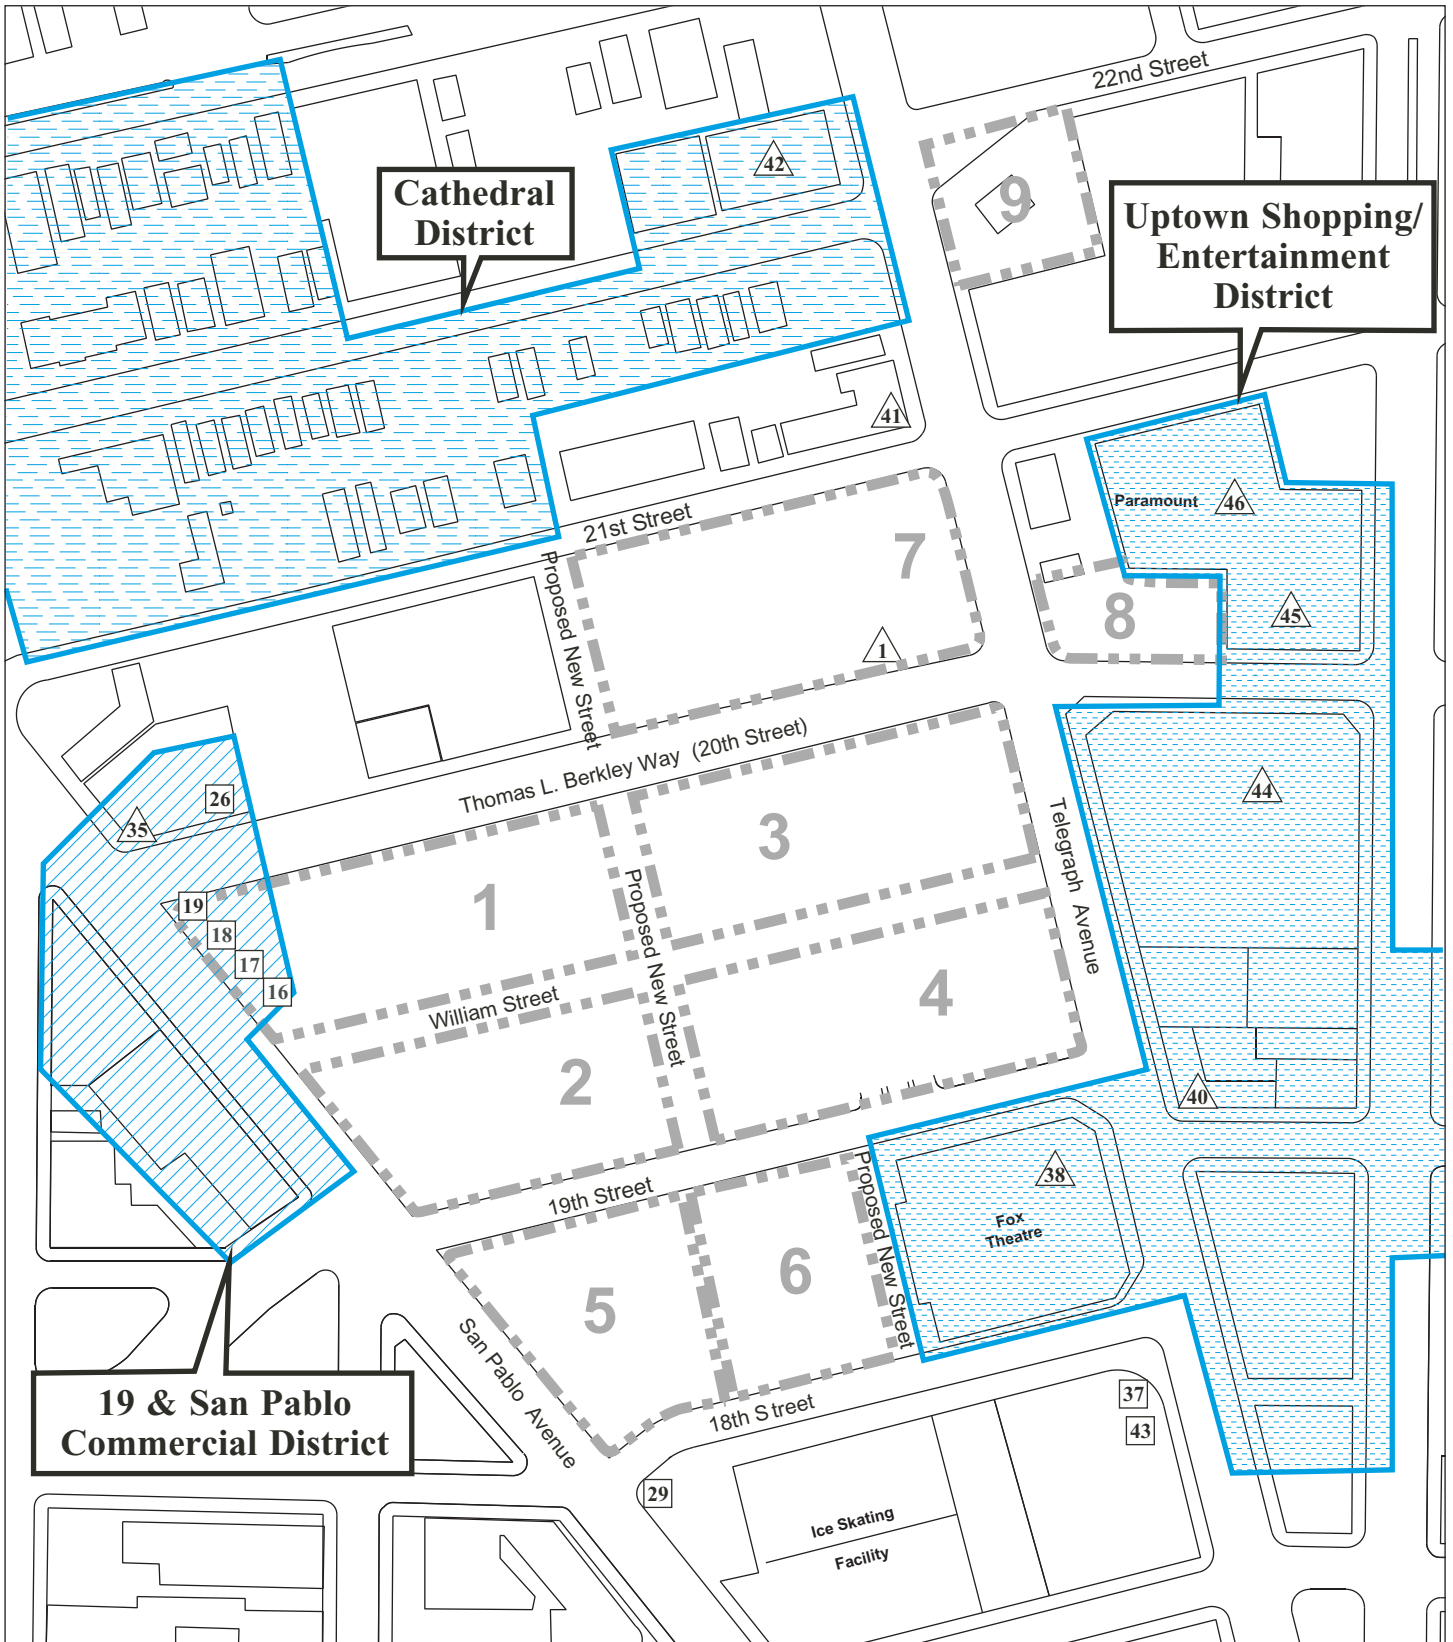 22nd Street
42
Cathedral
District
9
Uptown Shopping/
Entertainment
District
41
Paramount
46
21st Street
7
Proposed New Street
8
45
1
Thomas L. Berkley Way (20th Street)
26
35
44
3
Telegraph Avenue
1
19
18
17
16
Proposed New Street
William Street
4
2
40
38
Fox
Theatre
19th Street
Proposed New Street
6
5
San Pablo Avenue
18th Street
37
43
19 & San Pablo
Commercial District
29
Ice Skating
Facility